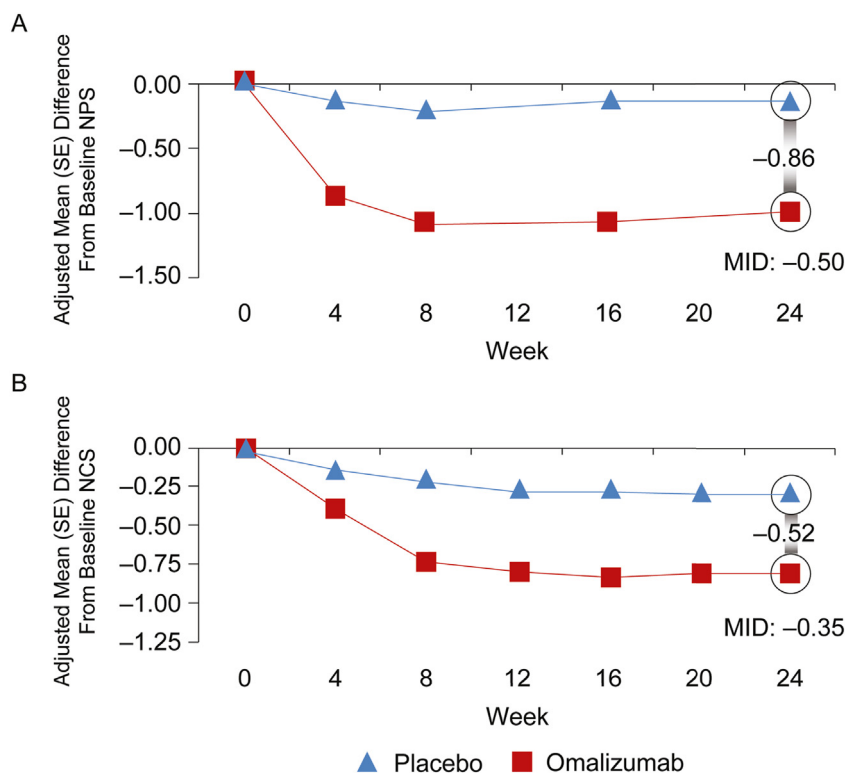 A
Adjusted Mean (SE) Difference
From Baseline NPS
0.00
–0.50
–1.00
–1.50
–0.86
MID: –0.50
0 4 8 12 16 20 24
Week
B
Adjusted Mean (SE) Difference
From Baseline NCS
0.00
–0.25
–0.50
–0.75
–1.00
–1.25
–0.52
MID: –0.35
0 4 8 12 16 20 24
Week
Placebo Omalizumab